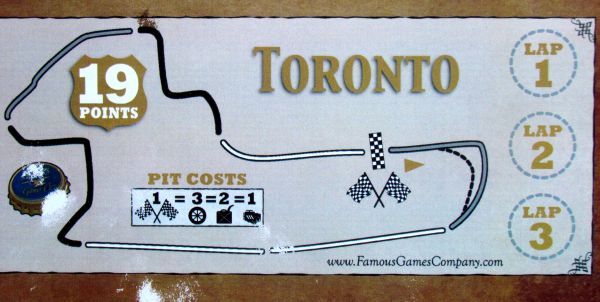 TORONTO
19
POINTS
LAP
1
LAP
2
LAP
3
PIT COSTS
1 = 3 = 2 = 1
www.FamousGamesCompany.com